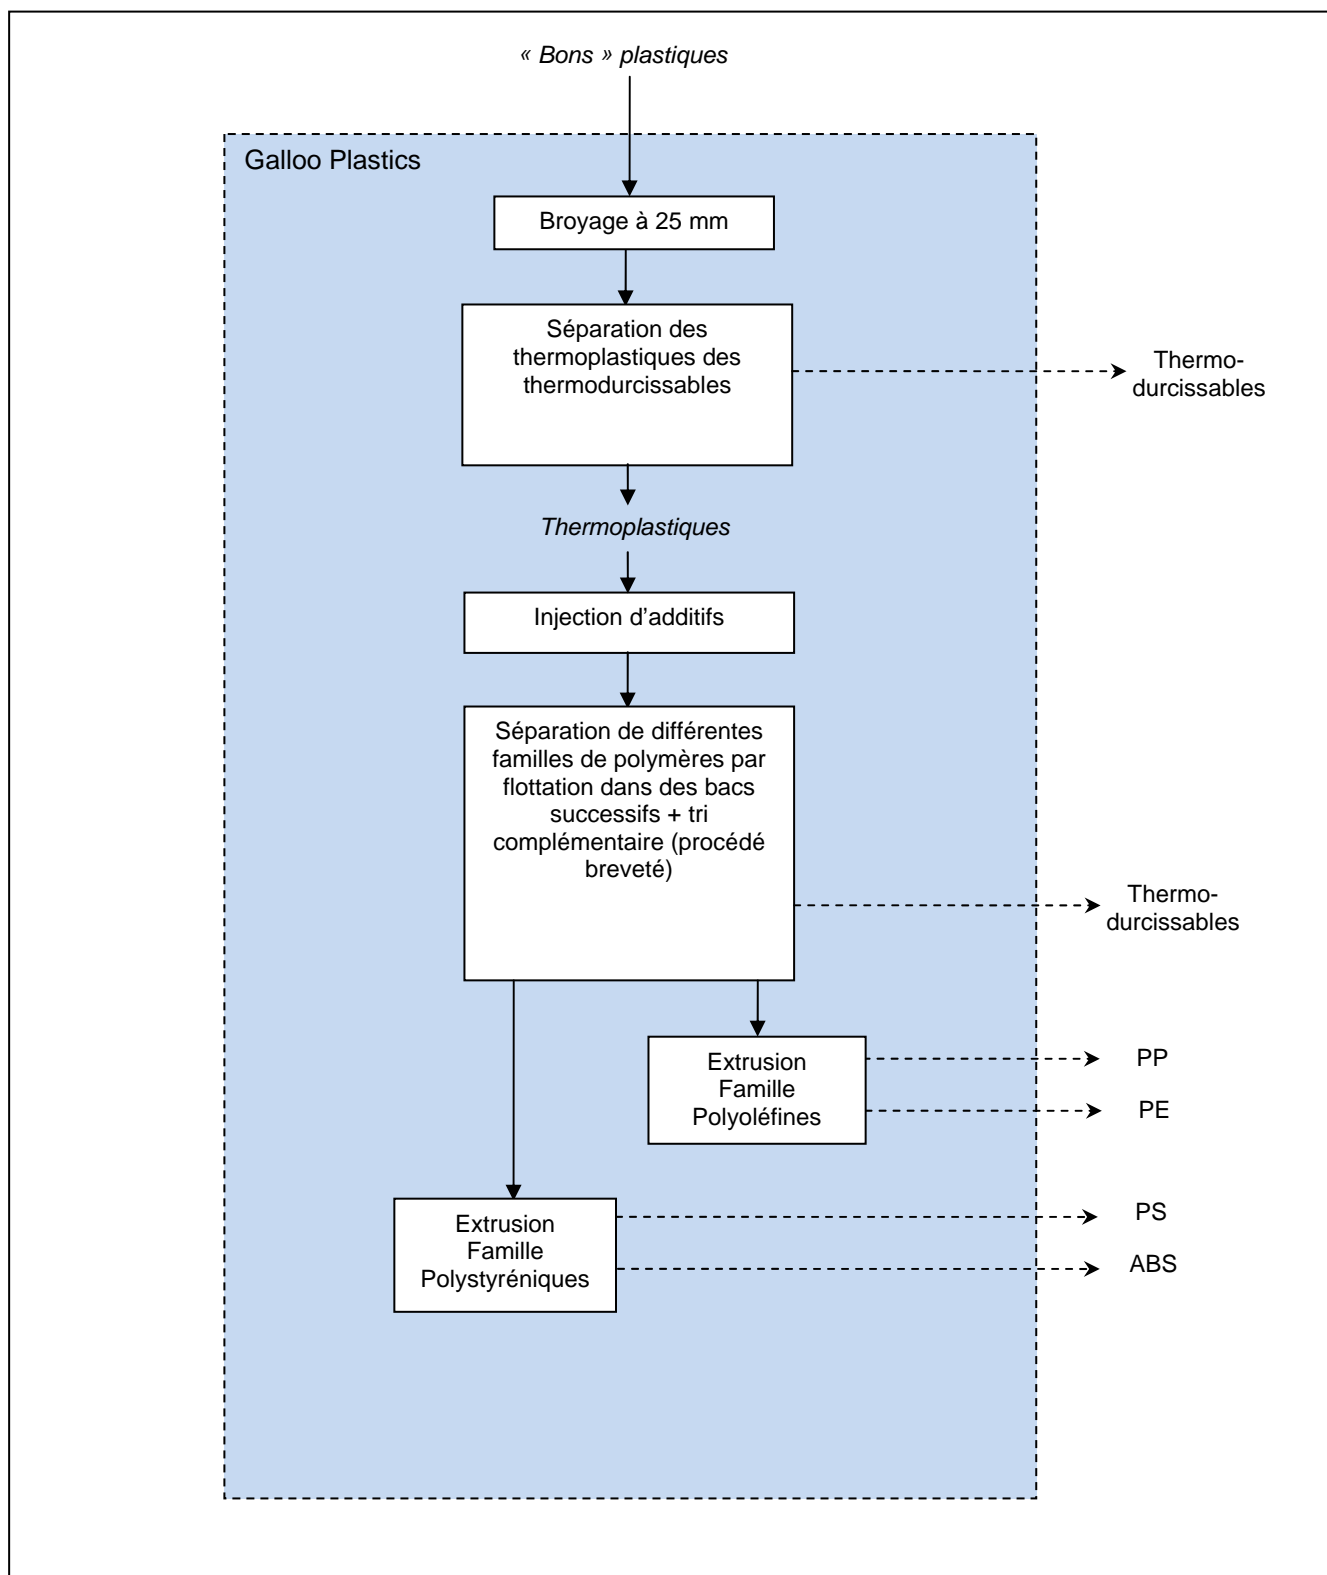 « Bons » plastiques
Galloo Plastics
Broyage à 25 mm
Séparation des
thermoplastiques des
thermodurcissables
Thermo-
durcissables
Thermoplastiques
Injection d’additifs
Séparation de différentes
familles de polymères par
flottation dans des bacs
successifs + tri
complémentaire (procédé
breveté)
Thermo-
durcissables
Extrusion
Famille
Polyoléfines
PP
PE
Extrusion
Famille
Polystyréniques
PS
ABS